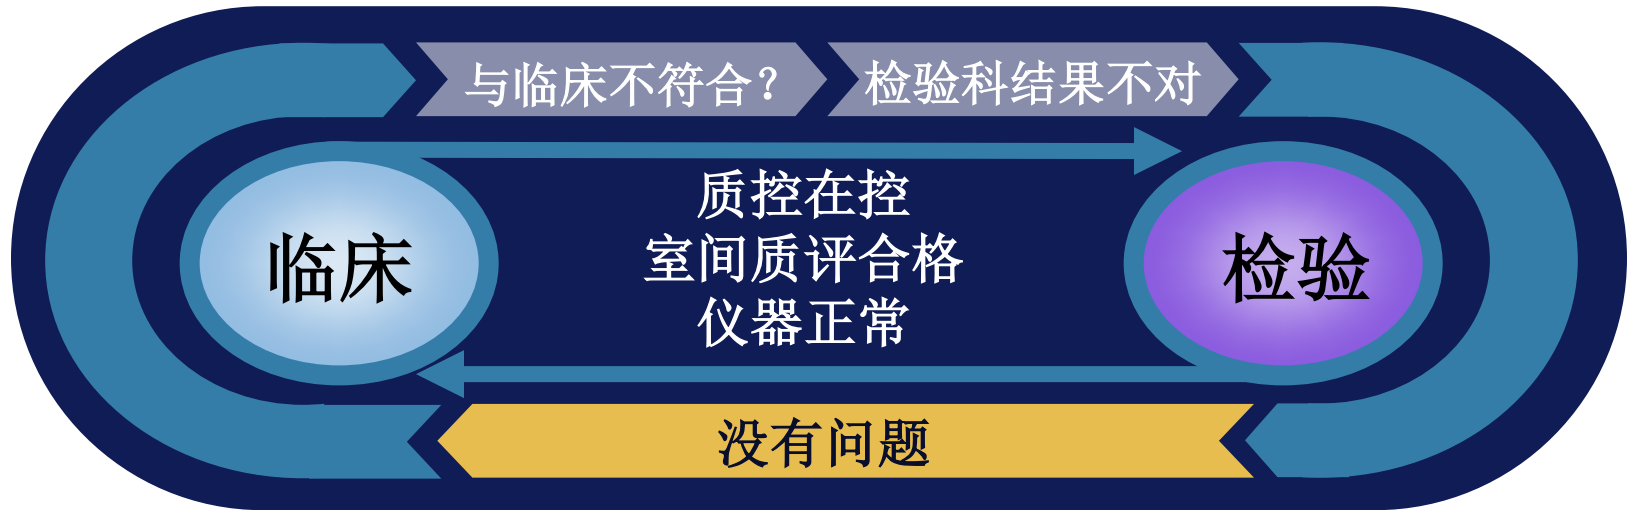 与临床不符合？
检验科结果不对
质控在控
临床
室间质评合格
检验
仪器正常
没有问题